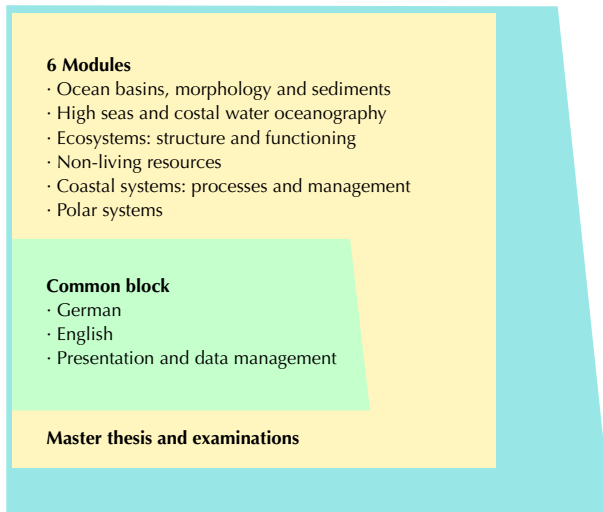 6 Modules
· Ocean basins, morphology and sediments
· High seas and costal water oceanography
· Ecosystems: structure and functioning
· Non-living resources
· Coastal systems: processes and management
· Polar systems
Common block
· German
· English
· Presentation and data management
Master thesis and examinations